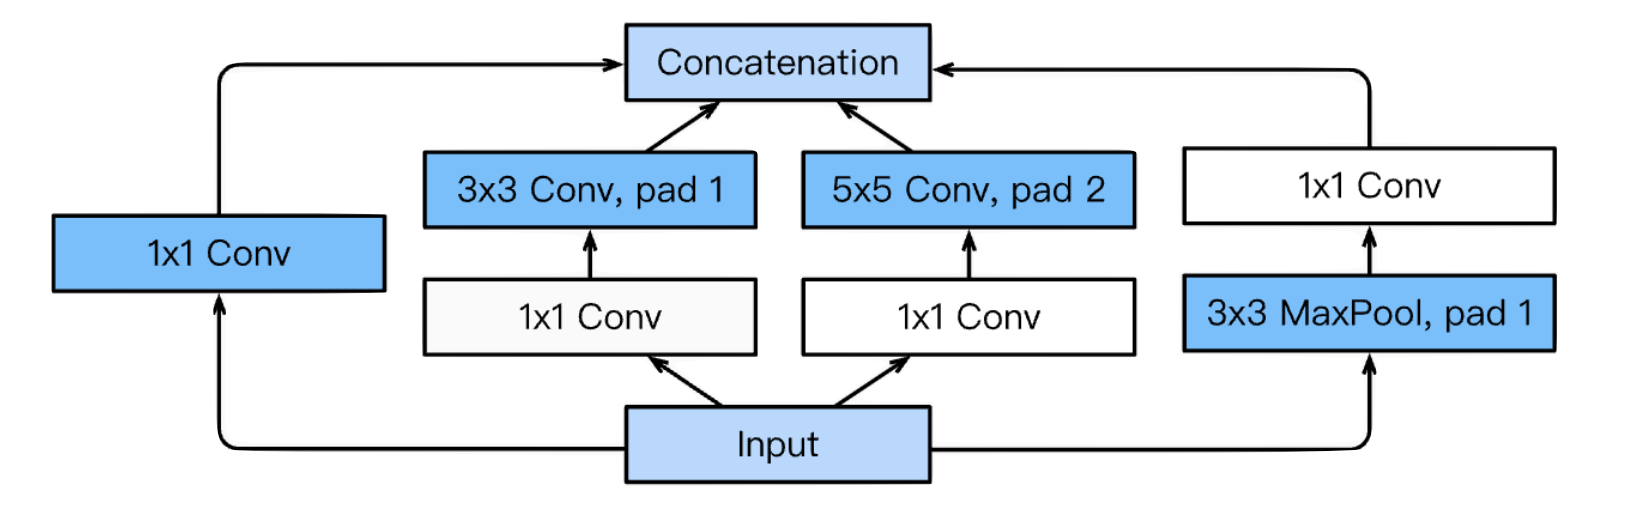 Concatenation
3x3 Conv, pad 1
5x5 Conv, pad 2
1x1 Conv
1x1 Conv
1x1 Conv
1x1 Conv
3x3 MaxPool, pad 1
Input